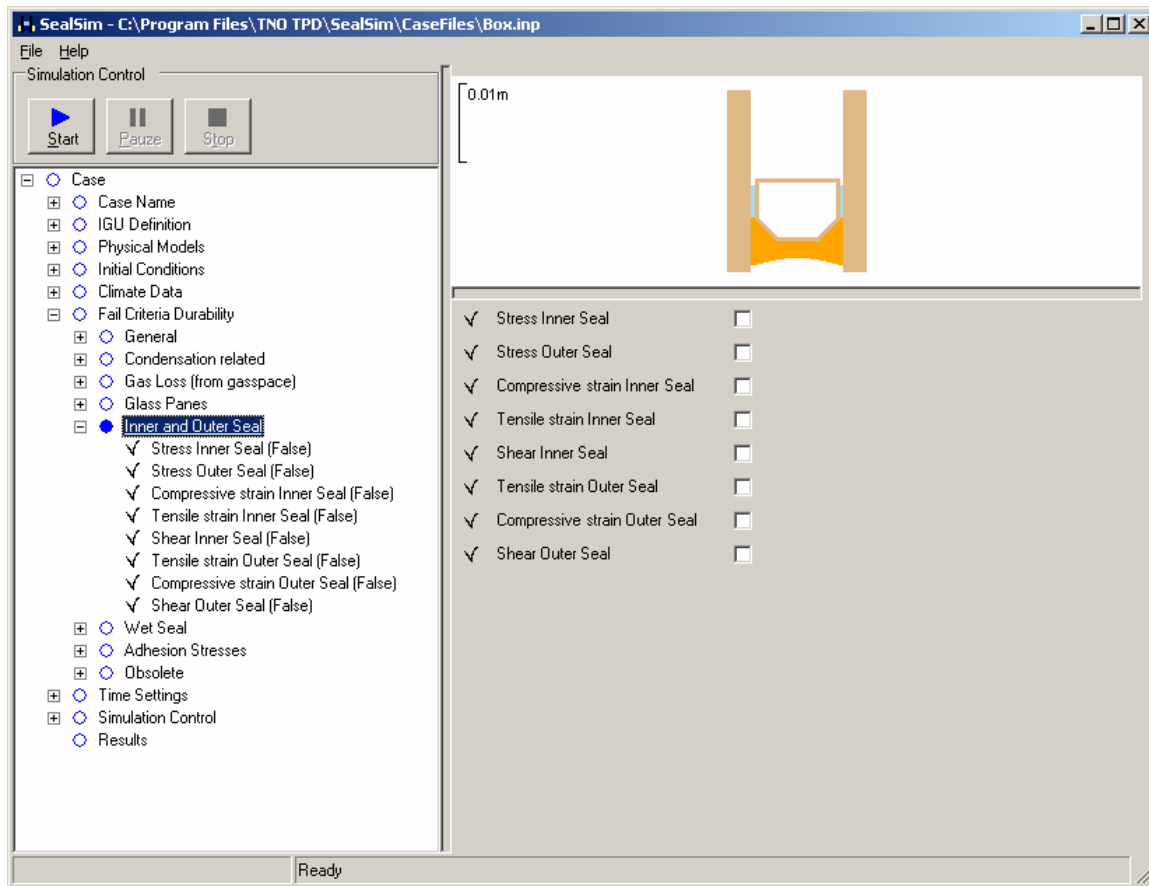 SealSim - C:\Program Files\TNO TPD\SealSim\CaseFiles\Box.inp
File Help
Simulation Control
Start Pauze Stop
Case
Case Name
IGU Definition
Physical Models
Initial Conditions
Climate Data
Fail Criteria Durability
General
Condensation related
Gas Loss (from gasspace)
Glass Panes
Inner and Outer Seal
Stress Inner Seal (False)
Stress Outer Seal (False)
Compressive strain Inner Seal (False)
Tensile strain Inner Seal (False)
Shear Inner Seal (False)
Tensile strain Outer Seal (False)
Compressive strain Outer Seal (False)
Shear Outer Seal (False)
Wet Seal
Adhesion Stresses
Obsolete
Time Settings
Simulation Control
Results
0.01m
Stress Inner Seal
Stress Outer Seal
Compressive strain Inner Seal
Tensile strain Inner Seal
Shear Inner Seal
Tensile strain Outer Seal
Compressive strain Outer Seal
Shear Outer Seal
Ready